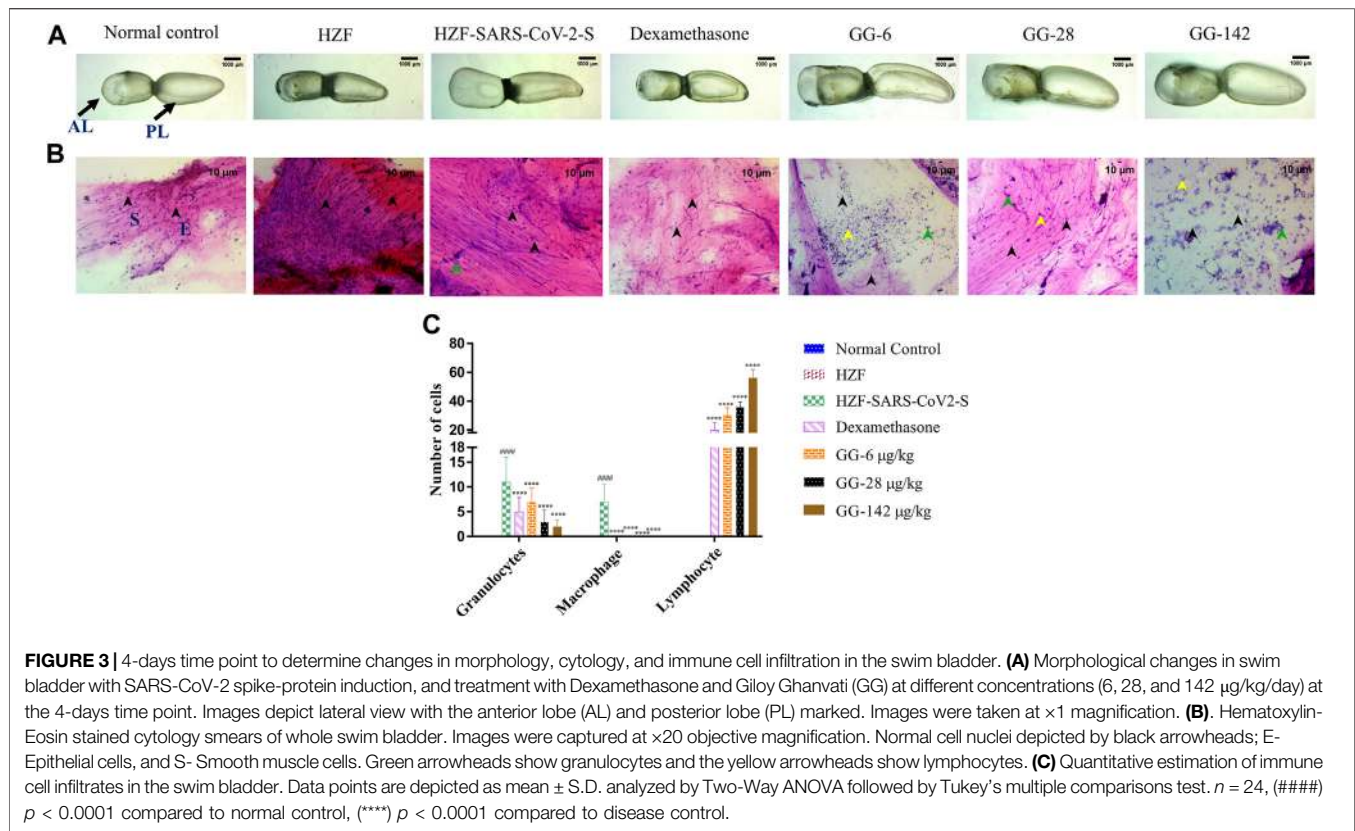 A Normal control HZF HZF-SARS-CoV-2-S Dexamethasone GG-6 GG-28 GG-142
1000 µm 1000 µm 1000 µm 1000 µm 1000 µm 1000 µm 1000 µm
AL PL
B 10 µm 10 µm 10 µm 10 µm 10 µm 10 µm 10 µm
S E
C
Number of cells
80
60
40
20
18
15
10
5
0
#### **** **** **** ****
#### **** **** **** ****
**** **** **** ****
Granulocytes Macrophage Lymphocyte
Normal Control
HZF
HZF-SARS-CoV2-S
Dexamethasone
GG-6 µg/kg
GG-28 µg/kg
GG-142 µg/kg
FIGURE 3 | 4-days time point to determine changes in morphology, cytology, and immune cell infiltration in the swim bladder. (A) Morphological changes in swim
bladder with SARS-CoV-2 spike-protein induction, and treatment with Dexamethasone and Giloy Ghanvati (GG) at different concentrations (6, 28, and 142 µg/kg/day) at
the 4-days time point. Images depict lateral view with the anterior lobe (AL) and posterior lobe (PL) marked. Images were taken at ×1 magnification. (B). Hematoxylin-
Eosin stained cytology smears of whole swim bladder. Images were captured at ×20 objective magnification. Normal cell nuclei depicted by black arrowheads; E-
Epithelial cells, and S- Smooth muscle cells. Green arrowheads show granulocytes and the yellow arrowheads show lymphocytes. (C) Quantitative estimation of immune
cell infiltrates in the swim bladder. Data points are depicted as mean ± S.D. analyzed by Two-Way ANOVA followed by Tukey's multiple comparisons test. n = 24, (####)
p < 0.0001 compared to normal control, (****) p < 0.0001 compared to disease control.